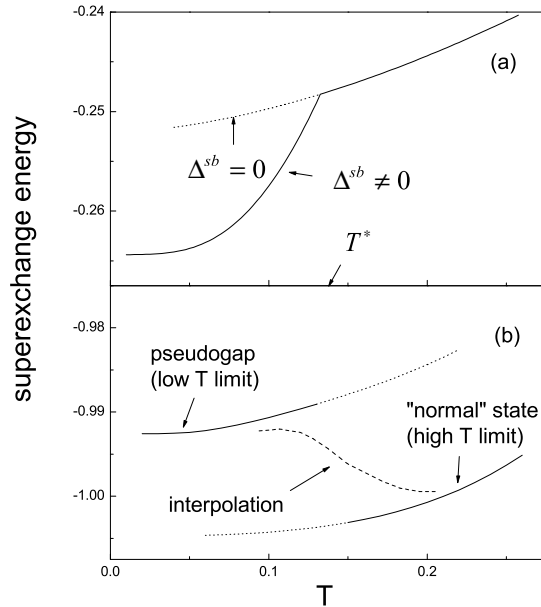 superexchange energy
-0.24
-0.25
-0.26
(a)
Δ^{sb} = 0
Δ^{sb} ≠ 0
T^*
-0.98
-0.99
-1.00
(b)
pseudogap
(low T limit)
"normal" state
(high T limit)
interpolation
0.0
0.1
0.2
T